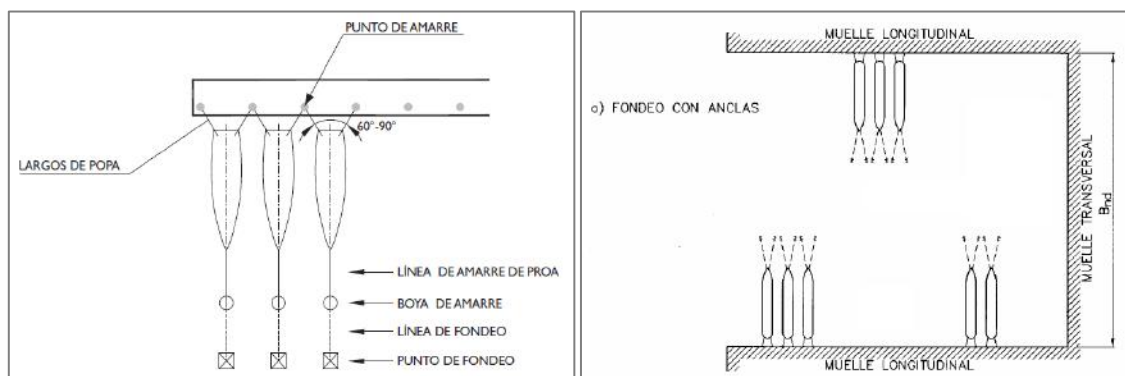 PUNTO DE AMARRE
60°-90°
LARGOS DE POPA
LÍNEA DE AMARRE DE PROA
BOYA DE AMARRE
LÍNEA DE FONDEO
PUNTO DE FONDEO
MUELLE LONGITUDINAL
a) FONDEO CON ANCLAS
MUELLE TRANSVERSAL
Bnd
MUELLE LONGITUDINAL